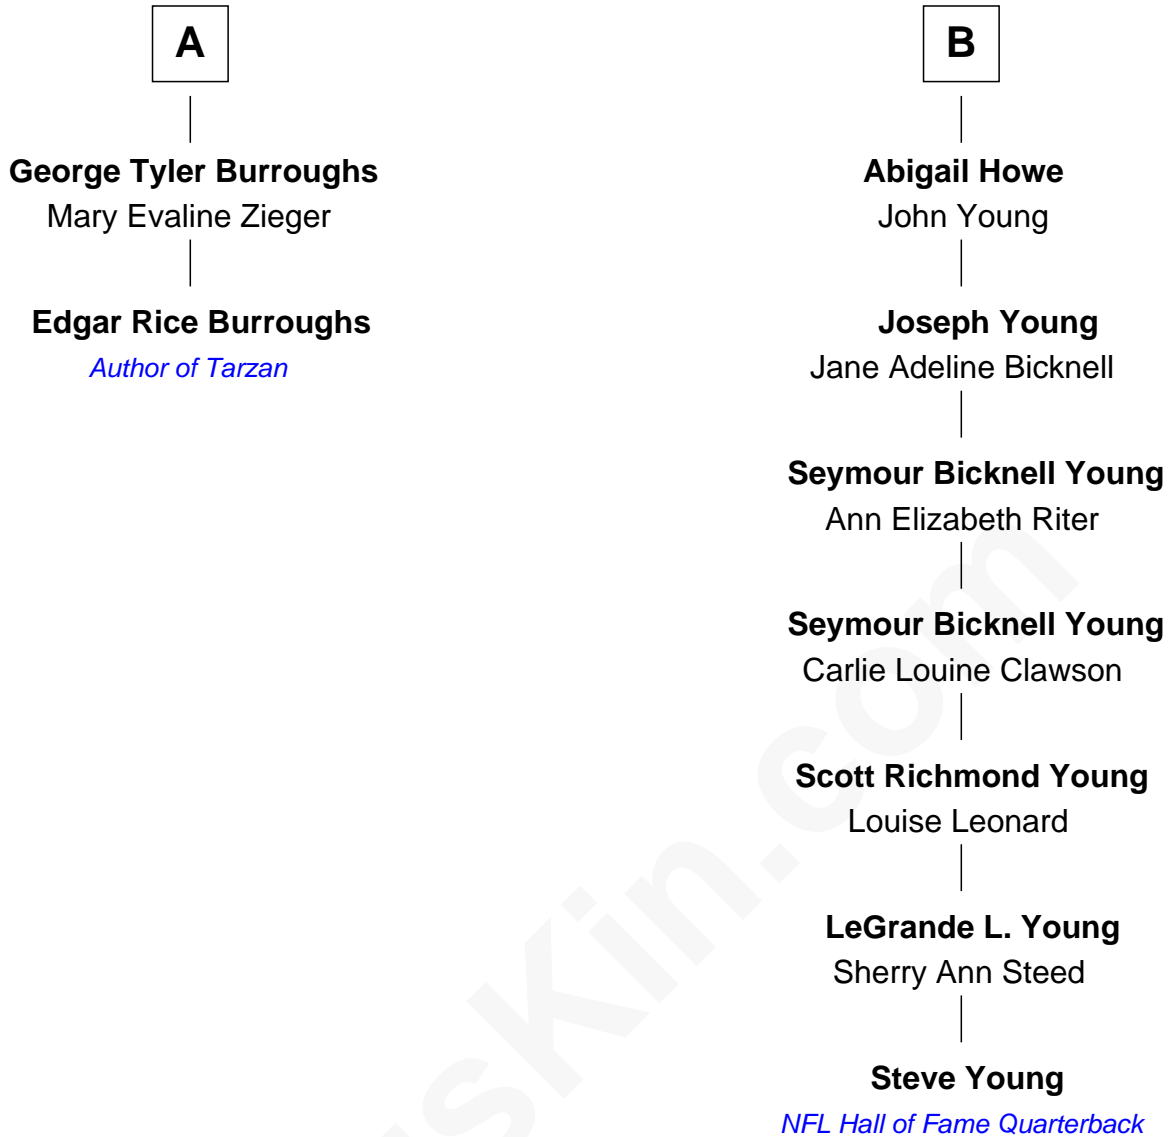 A
George Tyler Burroughs
Mary Evaline Zieger
Edgar Rice Burroughs
Author of Tarzan
B
Abigail Howe
John Young
Joseph Young
Jane Adeline Bicknell
Seymour Bicknell Young
Ann Elizabeth Riter
Seymour Bicknell Young
Carlie Louine Clawson
Scott Richmond Young
Louise Leonard
LeGrande L. Young
Sherry Ann Steed
Steve Young
NFL Hall of Fame Quarterback
sKin.com